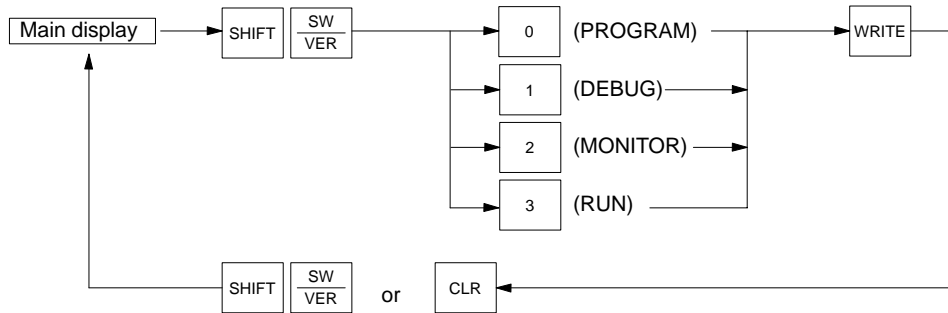 Main display
SHIFT
SW
VER
0
(PROGRAM)
WRITE
1
(DEBUG)
2
(MONITOR)
3
(RUN)
SHIFT
SW
VER
or
CLR